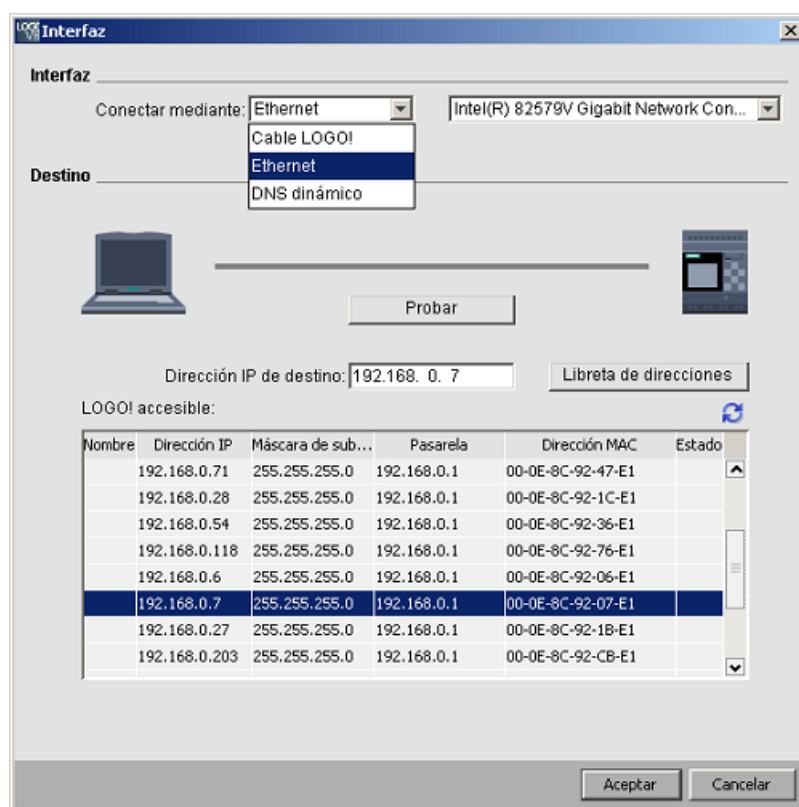 Interfaz
Interfaz
Conectar mediante: Ethernet Intel(R) 82579V Gigabit Network Con...
Cable LOGO!
Ethernet
DNS dinámico
Destino
Probar
Dirección IP de destino: 192.168. 0. 7 Libreta de direcciones
LOGO! accesible:
Nombre Dirección IP Máscara de sub... Pasarela Dirección MAC Estado
192.168.0.71 255.255.255.0 192.168.0.1 00-0E-8C-92-47-E1
192.168.0.28 255.255.255.0 192.168.0.1 00-0E-8C-92-1C-E1
192.168.0.54 255.255.255.0 192.168.0.1 00-0E-8C-92-36-E1
192.168.0.118 255.255.255.0 192.168.0.1 00-0E-8C-92-76-E1
192.168.0.6 255.255.255.0 192.168.0.1 00-0E-8C-92-06-E1
192.168.0.7 255.255.255.0 192.168.0.1 00-0E-8C-92-07-E1
192.168.0.27 255.255.255.0 192.168.0.1 00-0E-8C-92-1B-E1
192.168.0.203 255.255.255.0 192.168.0.1 00-0E-8C-92-CB-E1
Aceptar Cancelar